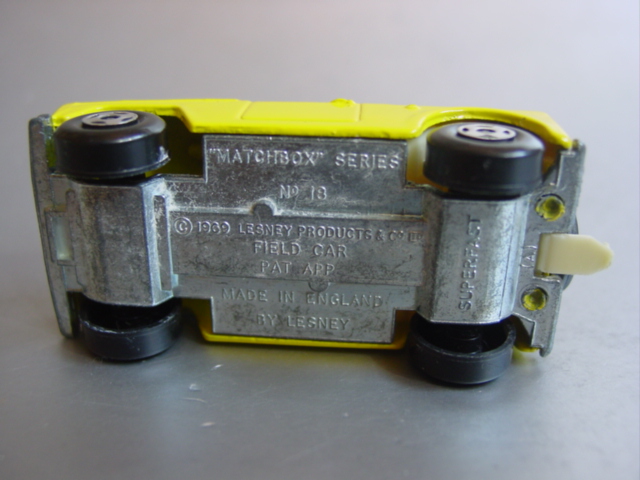 "MATCHBOX" SERIES
Nº 18
© 1969 LESNEY PRODUCTS & Cº Lᵀᴰ
FIELD CAR
PAT APP
MADE IN ENGLAND
BY LESNEY
SUPERFAST